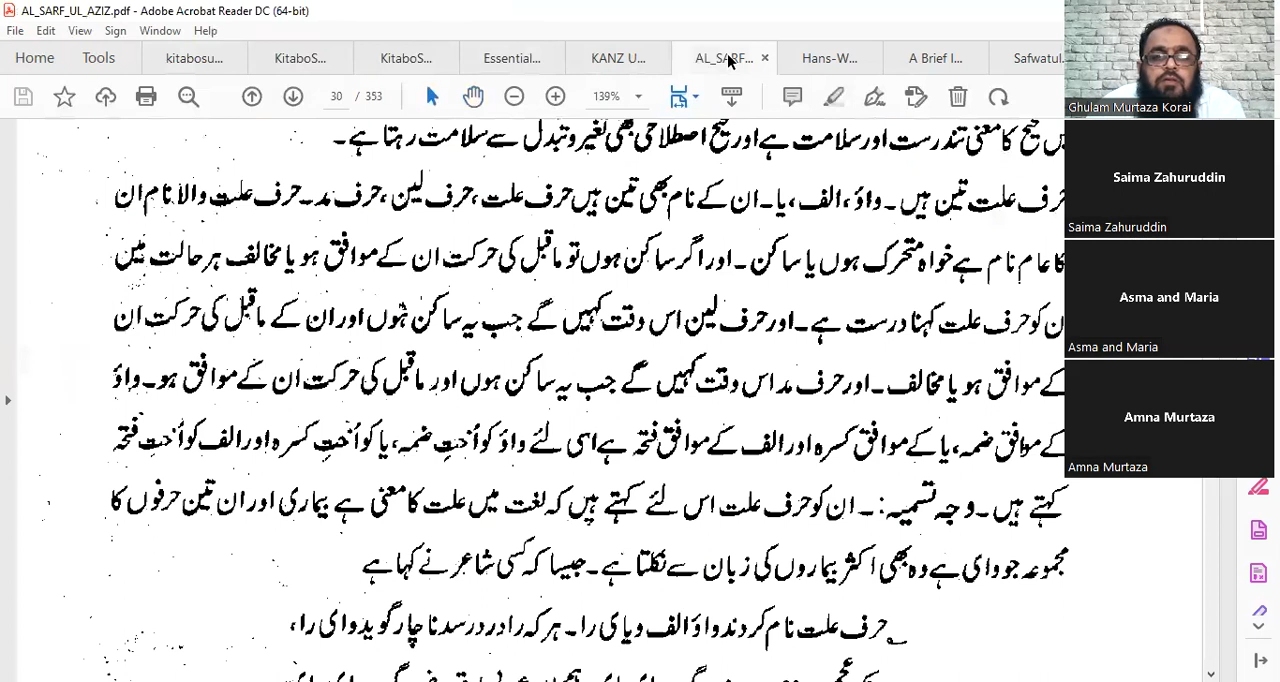 AL_SARF_UL_AZIZ.pdf - Adobe Acrobat Reader DC (64-bit)
File Edit View Sign Window Help
Home Tools kitabosu... KitaboS... KitaboS... Essential... KANZ U... AL_SARF... Hans-W... A Brief I... Safwatul.
30 / 353 139%
صحیح کا معنی تندرست اور سلامت ہے اور صحیح اصطلاحی بھی تغیر و تبدل سے سلامت رہتا ہے۔
حرف علت تین ہیں۔ واؤ، الف، یا۔ ان کے نام بھی تین ہیں حرف علت، حرف لین، حرف مد۔ حرف علت والا نام ان
کا عام نام ہے خواہ متحرک ہوں یا ساکن۔ اور اگر ساکن ہوں تو ماقبل کی حرکت ان کے موافق ہو یا مخالف ہر حالت میں
ان کو حرف علت کہنا درست ہے۔ اور حرف لین اس وقت کہیں گے جب یہ ساکن ہوں اور ان کے ماقبل کی حرکت ان
کے موافق ہو یا مخالف۔ اور حرف مد اس وقت کہیں گے جب یہ ساکن ہوں اور ماقبل کی حرکت ان کے موافق ہو۔ واؤ
کے موافق ضمہ، یا کے موافق کسرہ اور الف کے موافق فتحہ ہے اسی لئے واؤ کو اُختِ ضمہ، یا کو اُختِ کسرہ اور الف کو اُختِ فتحہ
کہتے ہیں۔ وجہ تسمیہ:۔ ان کو حرف علت اس لئے کہتے ہیں کہ لغت میں علت کا معنی ہے بیماری اور ان تین حرفوں کا
مجموعہ جو وای ہے وہ بھی اکثر بیماروں کی زبان سے نکلتا ہے۔ جیسا کہ کسی شاعر نے کہا ہے
؎ حرف علت نام کردند واؤ الف و یای را۔ ہر کہ را درد رسد ناچار گوید وای را،
Ghulam Murtaza Korai
Saima Zahuruddin
Saima Zahuruddin
Asma and Maria
Asma and Maria
Amna Murtaza
Amna Murtaza